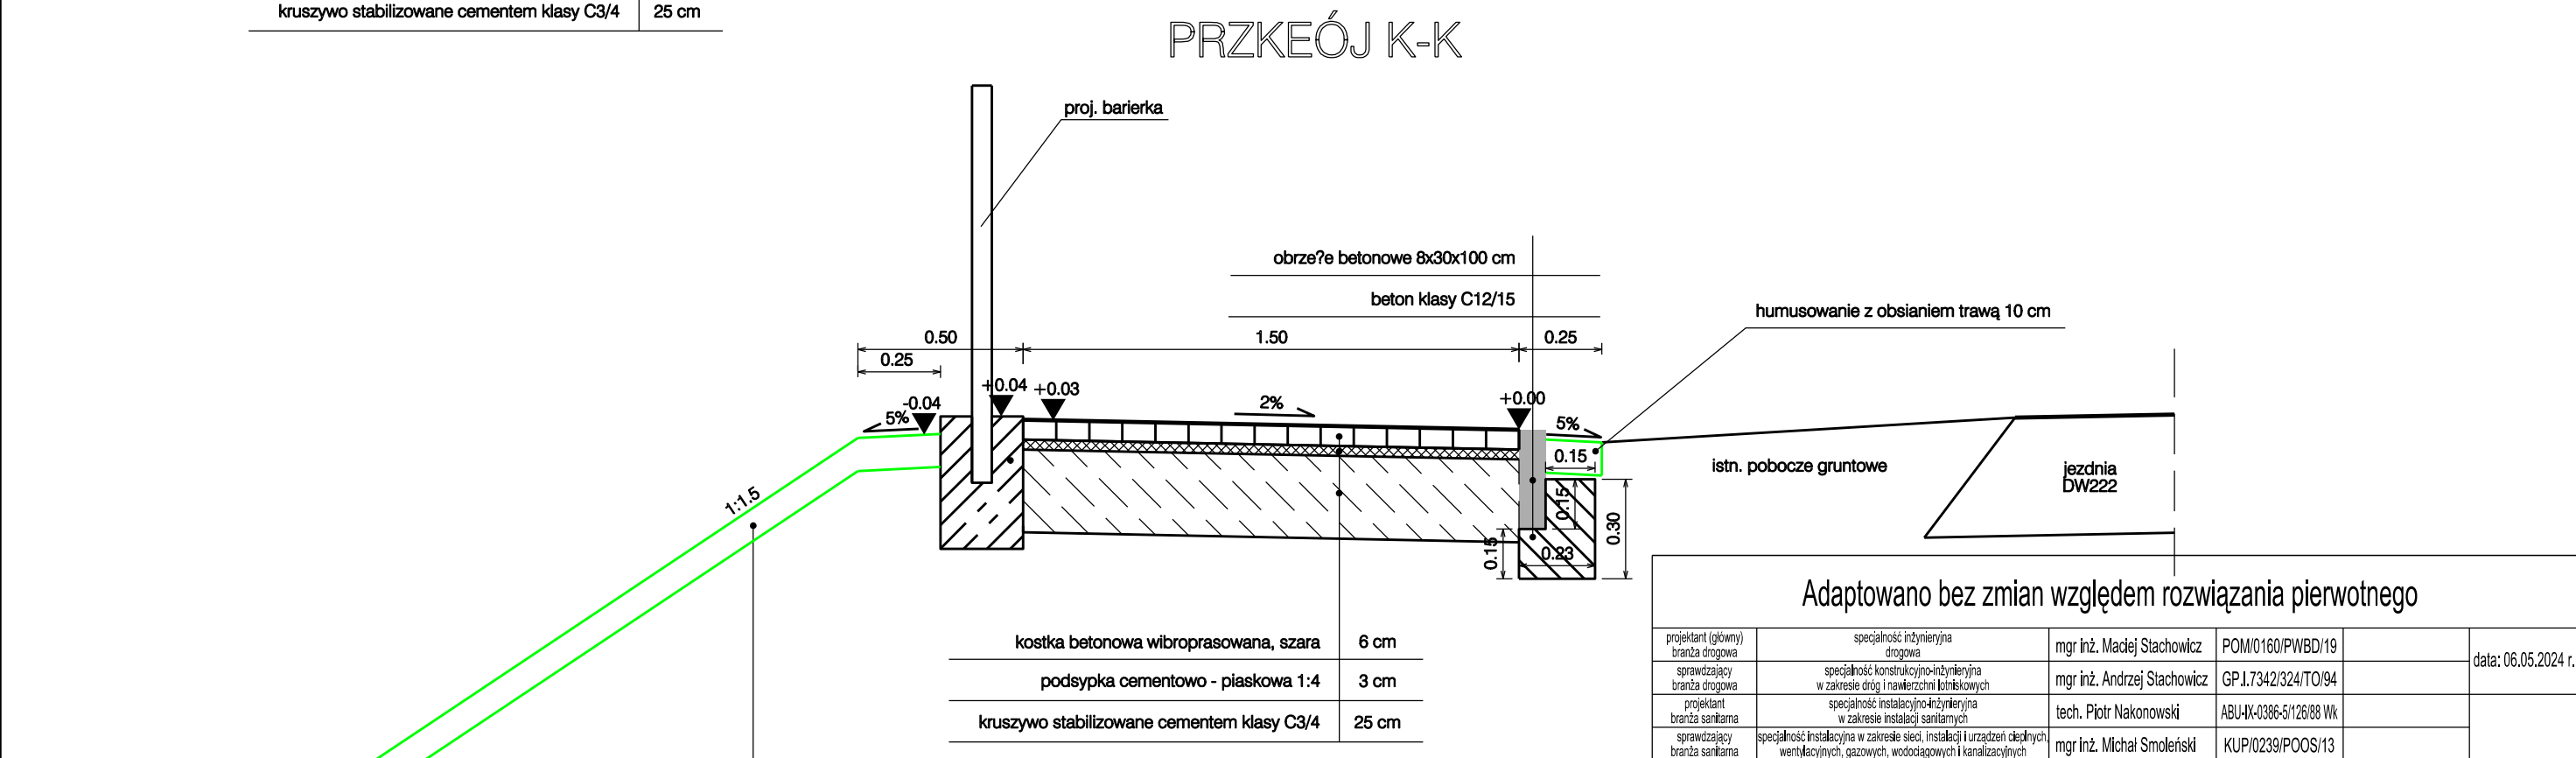 kruszywo stabilizowane cementem klasy C3/4 25 cm
PRZKEÓJ K-K
proj. barierka
obrze?e betonowe 8x30x100 cm
beton klasy C12/15
humusowanie z obsianiem trawą 10 cm
0.50 1.50 0.25
0.25
-0.04 +0.04 +0.03 2% +0.00
5% 5%
0.15
istn. pobocze gruntowe
jezdnia
DW222
1:1.5
0.15
0.30
0.15
0.23
kostka betonowa wibroprasowana, szara 6 cm
podsypka cementowo - piaskowa 1:4 3 cm
kruszywo stabilizowane cementem klasy C3/4 25 cm
Adaptowano bez zmian względem rozwiązania pierwotnego
projektant (główny)
branża drogowa
specjalność inżynieryjna
drogowa
mgr inż. Maciej Stachowicz
POM/0160/PWBD/19
data: 06.05.2024 r.
sprawdzający
branża drogowa
specjalność konstrukcyjno-inżynieryjna
w zakresie dróg i nawierzchni lotniskowych
mgr inż. Andrzej Stachowicz
GP.I.7342/324/TO/94
projektant
branża sanitarna
specjalność instalacyjno-inżynieryjna
w zakresie instalacji sanitarnych
tech. Piotr Nakonowski
ABU-IX-0386-5/126/88 Wk
sprawdzający
branża sanitarna
specjalność instalacyjna w zakresie sieci, instalacji i urządzeń cieplnych,
wentylacyjnych, gazowych, wodociągowych i kanalizacyjnych
mgr inż. Michał Smoleński
KUP/0239/POOS/13